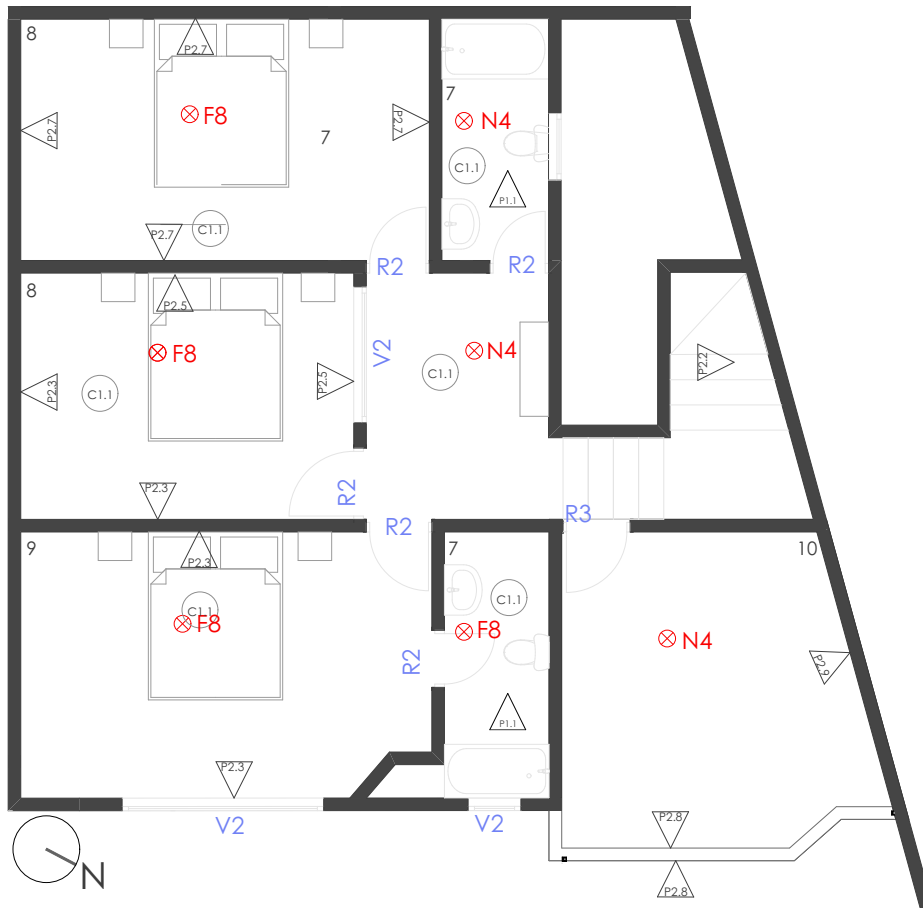 8
P2.7
F8
P2.7
P2.7
7
C1.1
P2.7
7
N4
C1.1
P1.1
R2
R2
8
P2.5
F8
V2
N4
C1.1
P2.2
P2.3
C1.1
P2.5
P2.3
R2
R2
R3
9
P2.3
C1.1
F8
R2
7
C1.1
F8
P1.1
10
N4
P2.9
P2.3
V2
V2
P2.8
P2.8
N